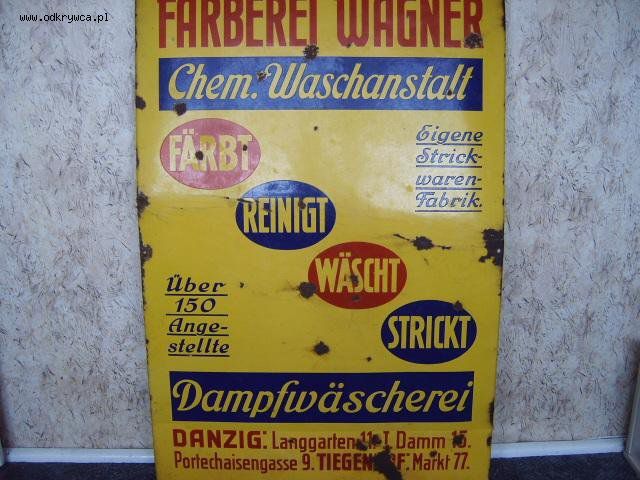 www.odkrywca.pl
FÄRBEREI WAGNER
Chem. Waschanstalt
FÄRBT
Eigene
Strick-
waren-
Fabrik.
REINIGT
WÄSCHT
Über
150
Ange-
stellte
STRICKT
Dampfwäscherei
DANZIG: Langgarten 11. I. Damm 15.
Portechaisengasse 9. TIEGENHOF, Markt 77.